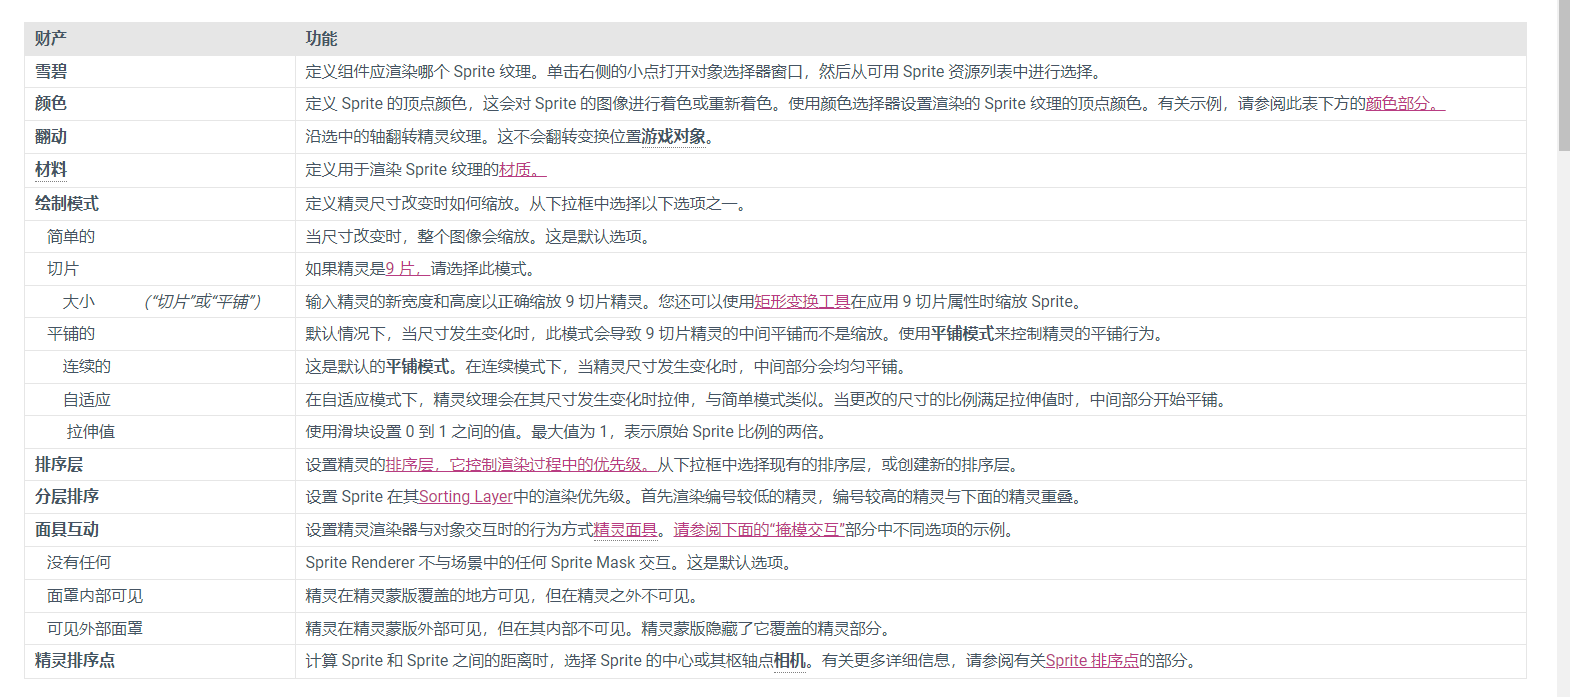 财产 功能
雪碧 定义组件应渲染哪个 Sprite 纹理。单击右侧的小点打开对象选择器窗口，然后从可用 Sprite 资源列表中进行选择。
颜色 定义 Sprite 的顶点颜色，这会对 Sprite 的图像进行着色或重新着色。使用颜色选择器设置渲染的 Sprite 纹理的顶点颜色。有关示例，请参阅此表下方的颜色部分。
翻动 沿选中的轴翻转精灵纹理。这不会翻转变换位置游戏对象。
材料 定义用于渲染 Sprite 纹理的材质。
绘制模式 定义精灵尺寸改变时如何缩放。从下拉框中选择以下选项之一。
简单的 当尺寸改变时，整个图像会缩放。这是默认选项。
切片 如果精灵是9 片，请选择此模式。
大小 （“切片”或“平铺”） 输入精灵的新宽度和高度以正确缩放 9 切片精灵。您还可以使用矩形变换工具在应用 9 切片属性时缩放 Sprite。
平铺的 默认情况下，当尺寸发生变化时，此模式会导致 9 切片精灵的中间平铺而不是缩放。使用平铺模式来控制精灵的平铺行为。
连续的 这是默认的平铺模式。在连续模式下，当精灵尺寸发生变化时，中间部分会均匀平铺。
自适应 在自适应模式下，精灵纹理会在其尺寸发生变化时拉伸，与简单模式类似。当更改的尺寸的比例满足拉伸值时，中间部分开始平铺。
拉伸值 使用滑块设置 0 到 1 之间的值。最大值为 1，表示原始 Sprite 比例的两倍。
排序层 设置精灵的排序层，它控制渲染过程中的优先级。从下拉框中选择现有的排序层，或创建新的排序层。
分层排序 设置 Sprite 在其Sorting Layer中的渲染优先级。首先渲染编号较低的精灵，编号较高的精灵与下面的精灵重叠。
面具互动 设置精灵渲染器与对象交互时的行为方式精灵面具。请参阅下面的“掩模交互”部分中不同选项的示例。
没有任何 Sprite Renderer 不与场景中的任何 Sprite Mask 交互。这是默认选项。
面罩内部可见 精灵在精灵蒙版覆盖的地方可见，但在精灵之外不可见。
可见外部面罩 精灵在精灵蒙版外部可见，但在其内部不可见。精灵蒙版隐藏了它覆盖的精灵部分。
精灵排序点 计算 Sprite 和 Sprite 之间的距离时，选择 Sprite 的中心或其枢轴点相机。有关更多详细信息，请参阅有关Sprite 排序点的部分。